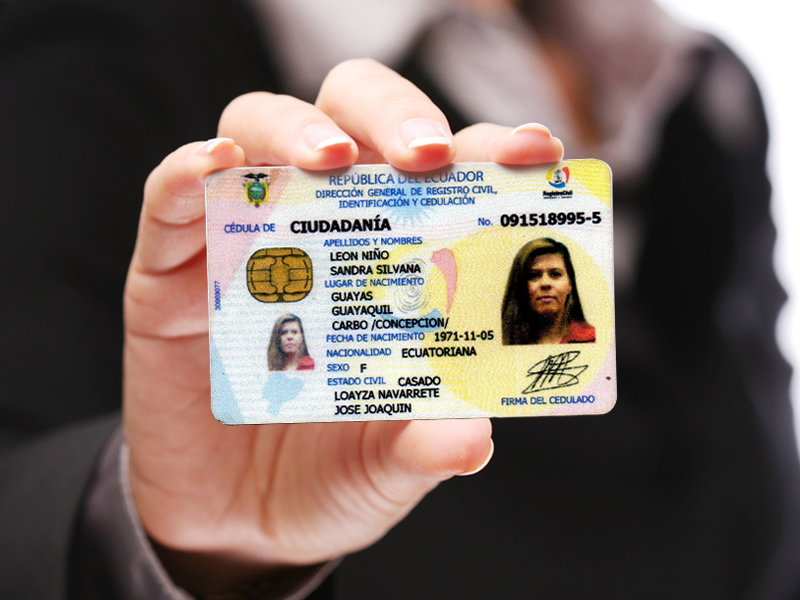 REPÚBLICA DEL ECUADOR
DIRECCIÓN GENERAL DE REGISTRO CIVIL,
IDENTIFICACIÓN Y CEDULACIÓN
RegistroCivil
CÉDULA DE CIUDADANÍA No. 091518995-5
APELLIDOS Y NOMBRES
LEON NIÑO
SANDRA SILVANA
LUGAR DE NACIMIENTO
GUAYAS
GUAYAQUIL
CARBO /CONCEPCION/
FECHA DE NACIMIENTO 1971-11-05
NACIONALIDAD ECUATORIANA
SEXO F
ESTADO CIVIL CASADO
LOAYZA NAVARRETE
JOSE JOAQUIN
FIRMA DEL CEDULADO